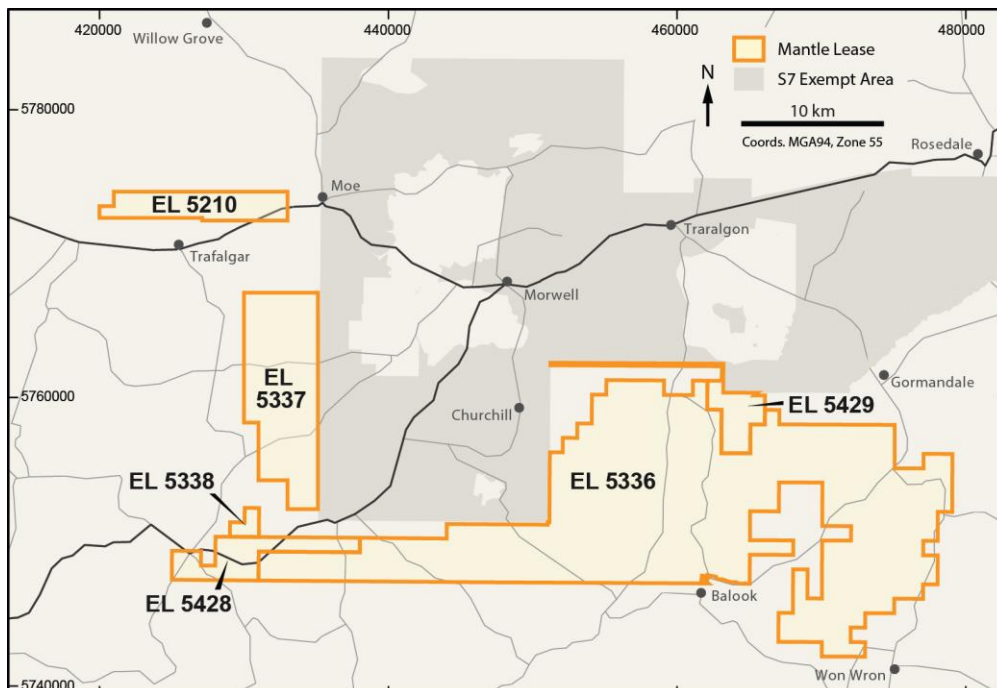 420000
440000
460000
480000
Willow Grove
Mantle Lease
S7 Exempt Area
N
10 km
Coords. MGA94, Zone 55
5780000
Rosedale
Moe
EL 5210
Traralgon
Trafalgar
Morwell
EL
5337
5760000
Gormandale
Churchill
EL 5429
EL 5338
EL 5336
EL 5428
Balook
Won Wron
5740000